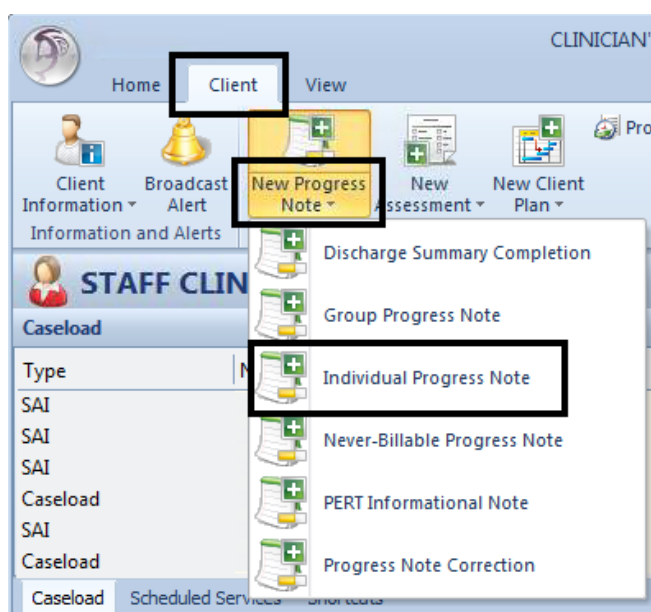 CLINICIAN'
Home Client View
Pro
Client Information
Broadcast Alert
New Progress Note
New Assessment
New Client Plan
Information and Alerts
STAFF CLIN
Discharge Summary Completion
Group Progress Note
Individual Progress Note
Never-Billable Progress Note
PERT Informational Note
Progress Note Correction
Caseload
Type N
SAI
SAI
SAI
Caseload
SAI
Caseload
Caseload Scheduled Services Shortcuts